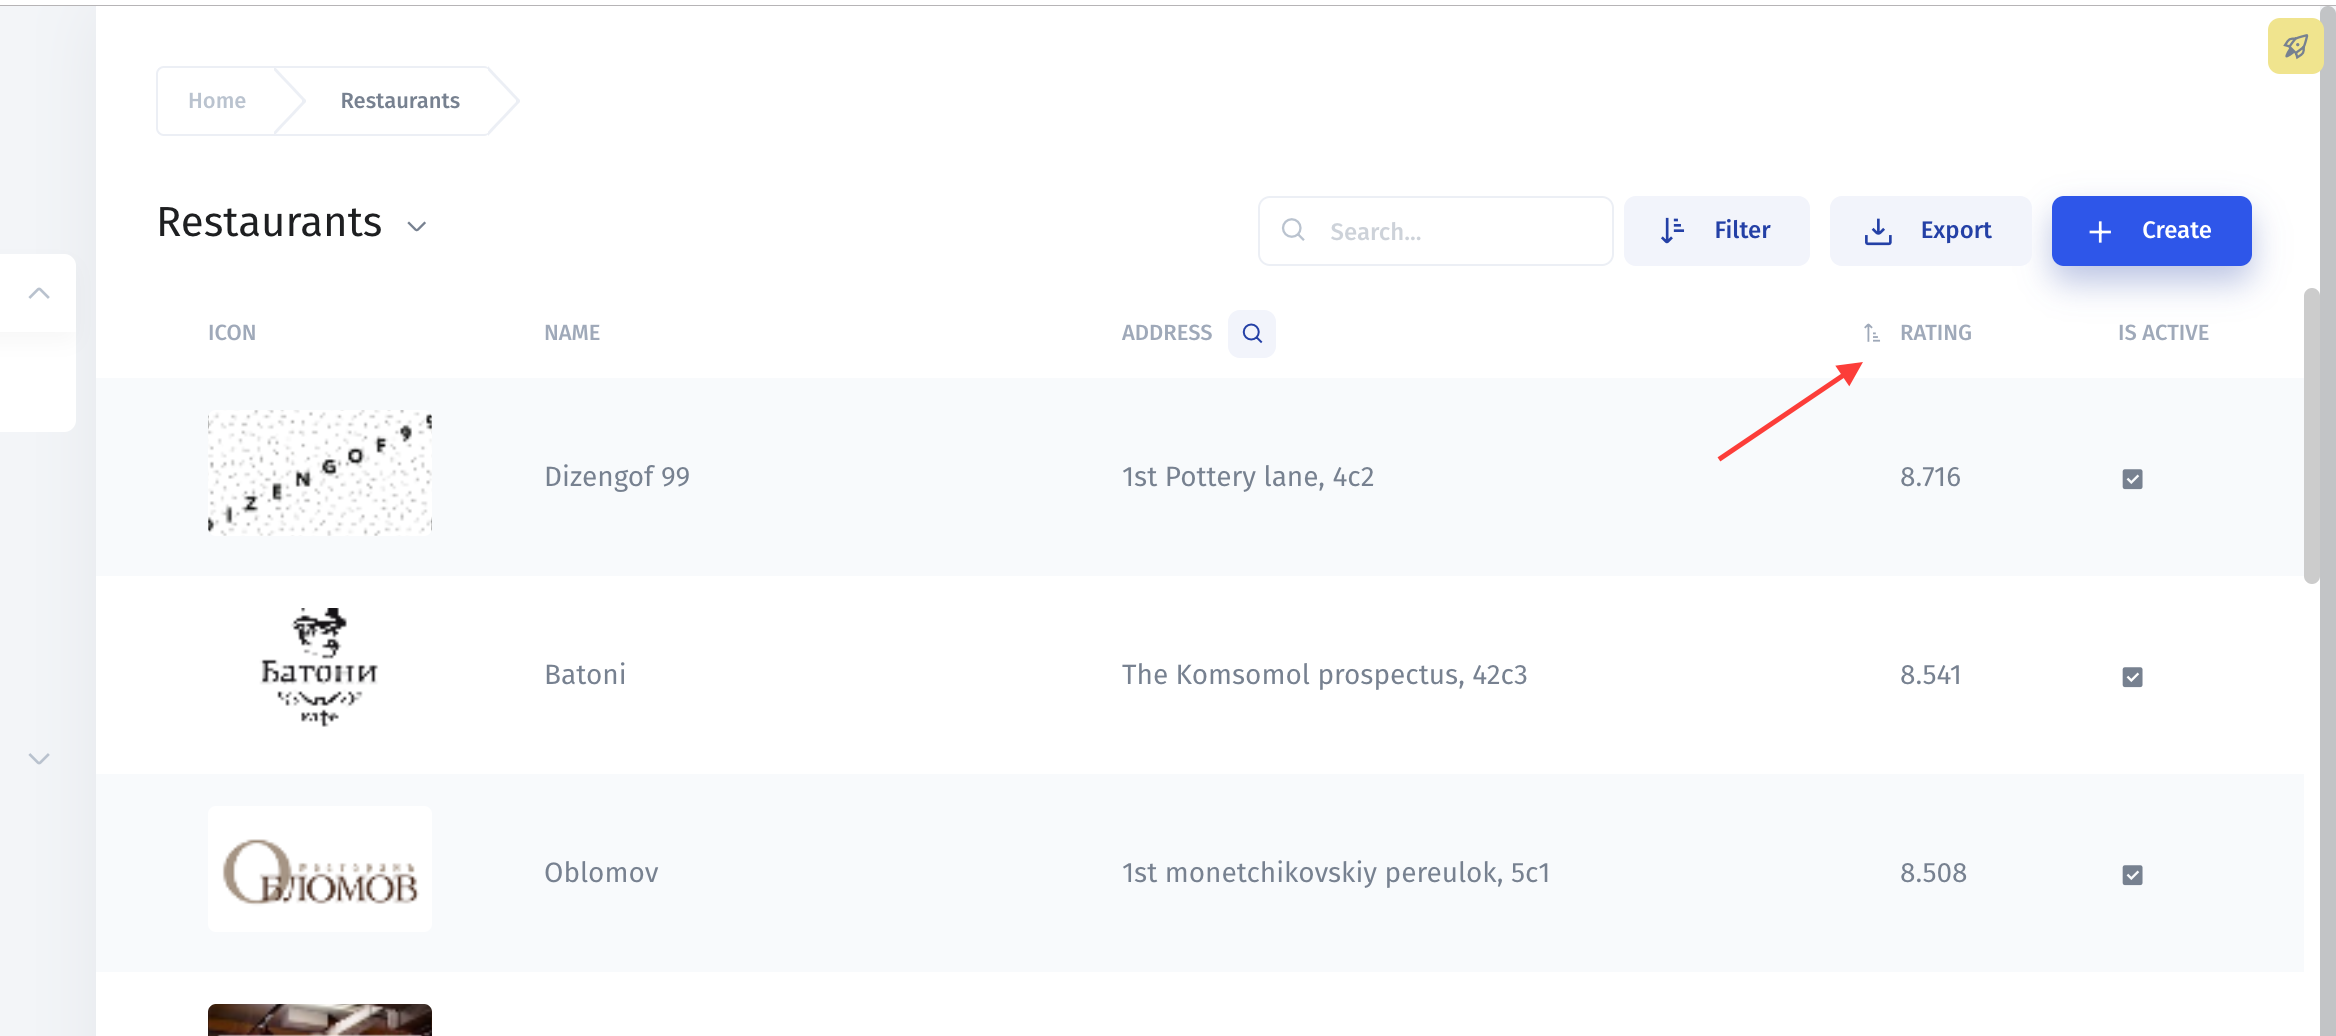 Home
Restaurants
Restaurants
Search...
Filter
Export
Create
ICON
NAME
ADDRESS
RATING
IS ACTIVE
DIZENGOF 99
Dizengof 99
1st Pottery lane, 4c2
8.716
Батони
кафе
Batoni
The Komsomol prospectus, 42c3
8.541
РЕСТОРАНЪ
ОБЛОМОВ
Oblomov
1st monetchikovskiy pereulok, 5c1
8.508